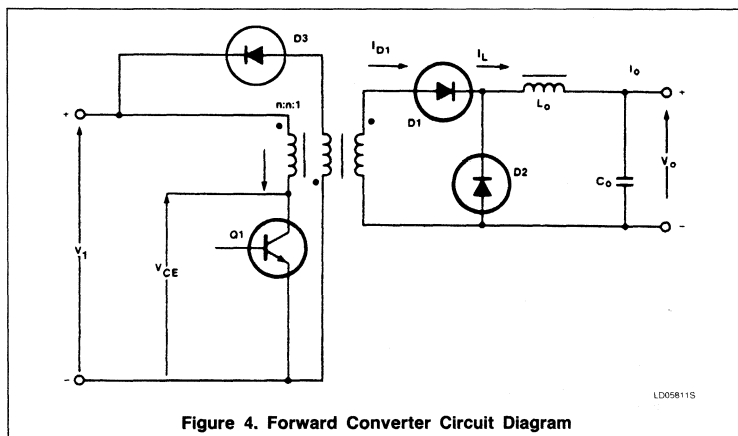 D3
I_D1
I_L
I_o
n:n:1
+
+
D1
L_o
D2
C_o
V_o
V_1
V_CE
Q1
−
−
LD05811S
Figure 4. Forward Converter Circuit Diagram